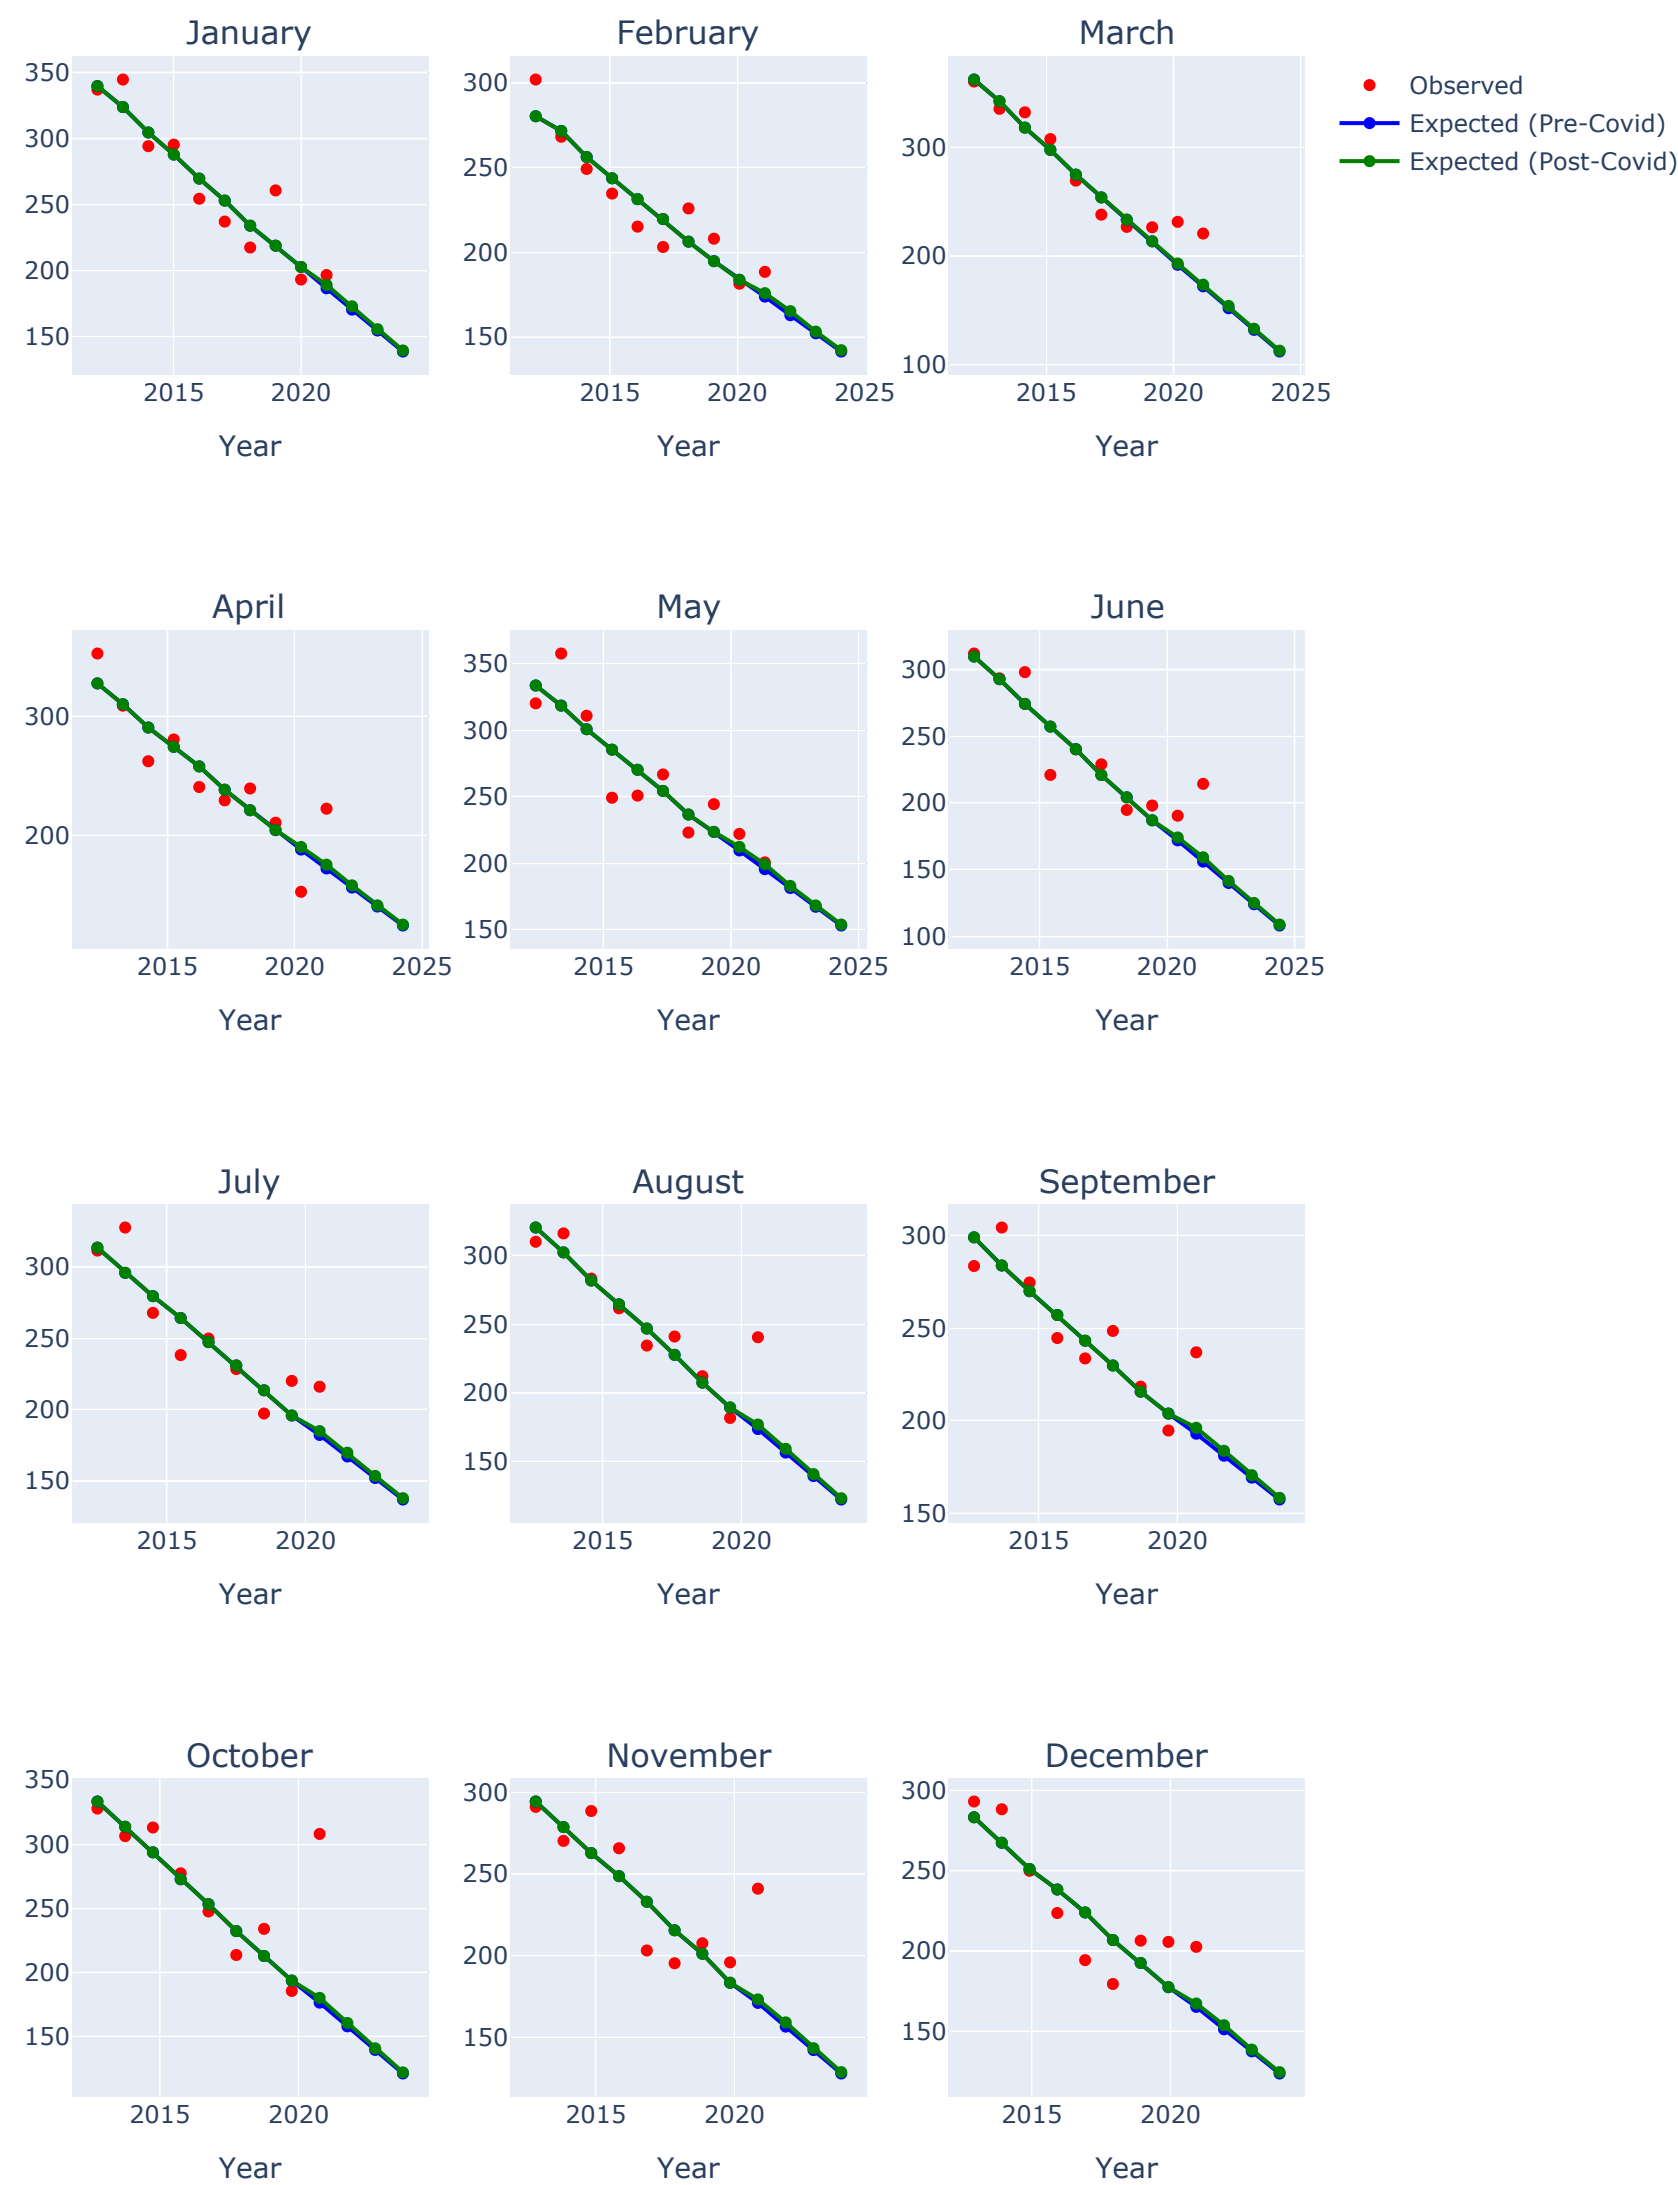 January
February
March
350
300
250
200
150
2015
2020
Year
300
250
200
150
2015
2020
2025
Year
300
200
100
2015
2020
2025
Year
Observed
Expected (Pre-Covid)
Expected (Post-Covid)
April
May
June
300
200
2015
2020
2025
Year
350
300
250
200
150
2015
2020
2025
Year
300
250
200
150
100
2015
2020
2025
Year
July
August
September
300
250
200
150
2015
2020
Year
300
250
200
150
2015
2020
Year
300
250
200
150
2015
2020
Year
October
November
December
350
300
250
200
150
2015
2020
Year
300
250
200
150
2015
2020
Year
300
250
200
150
2015
2020
Year